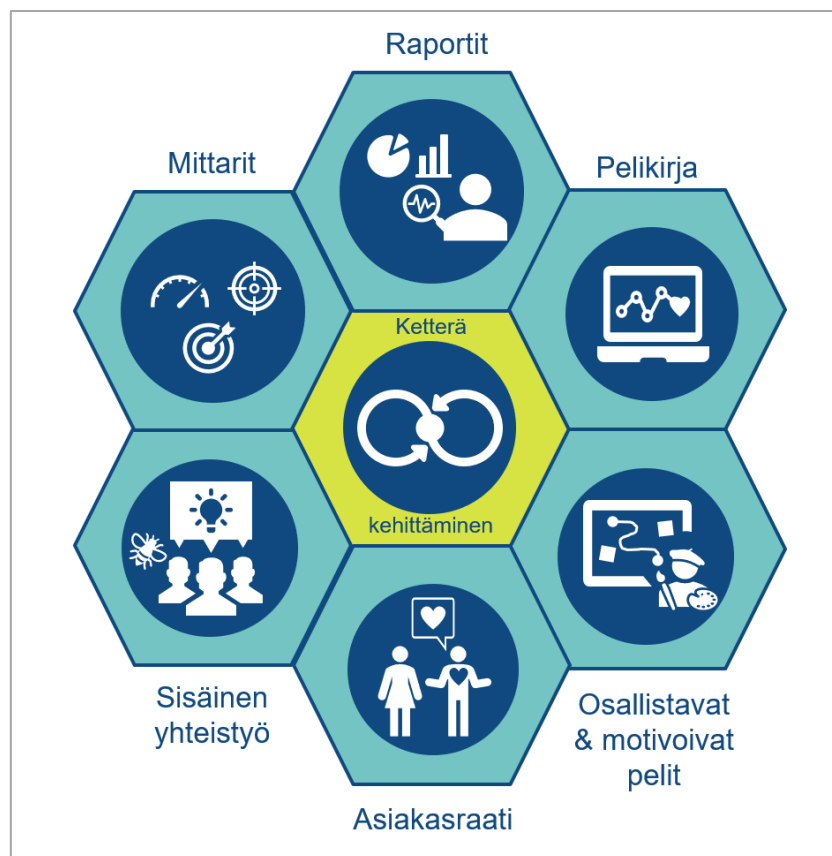 Raportit
Mittarit
Pelikirja
Ketterä
kehittäminen
Sisäinen
yhteistyö
Osallistavat
& motivoivat
pelit
Asiakasraati